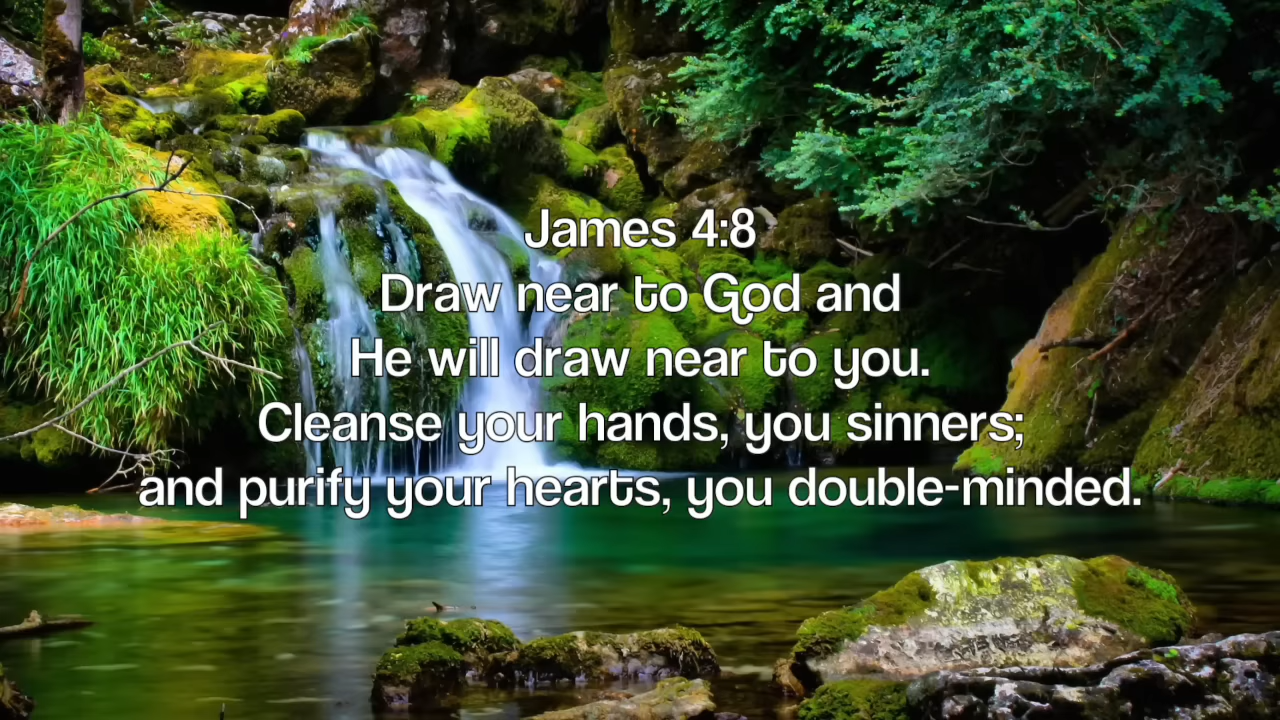 James 4:8
Draw near to God and
He will draw near to you.
Cleanse your hands, you sinners;
and purify your hearts, you double-minded.